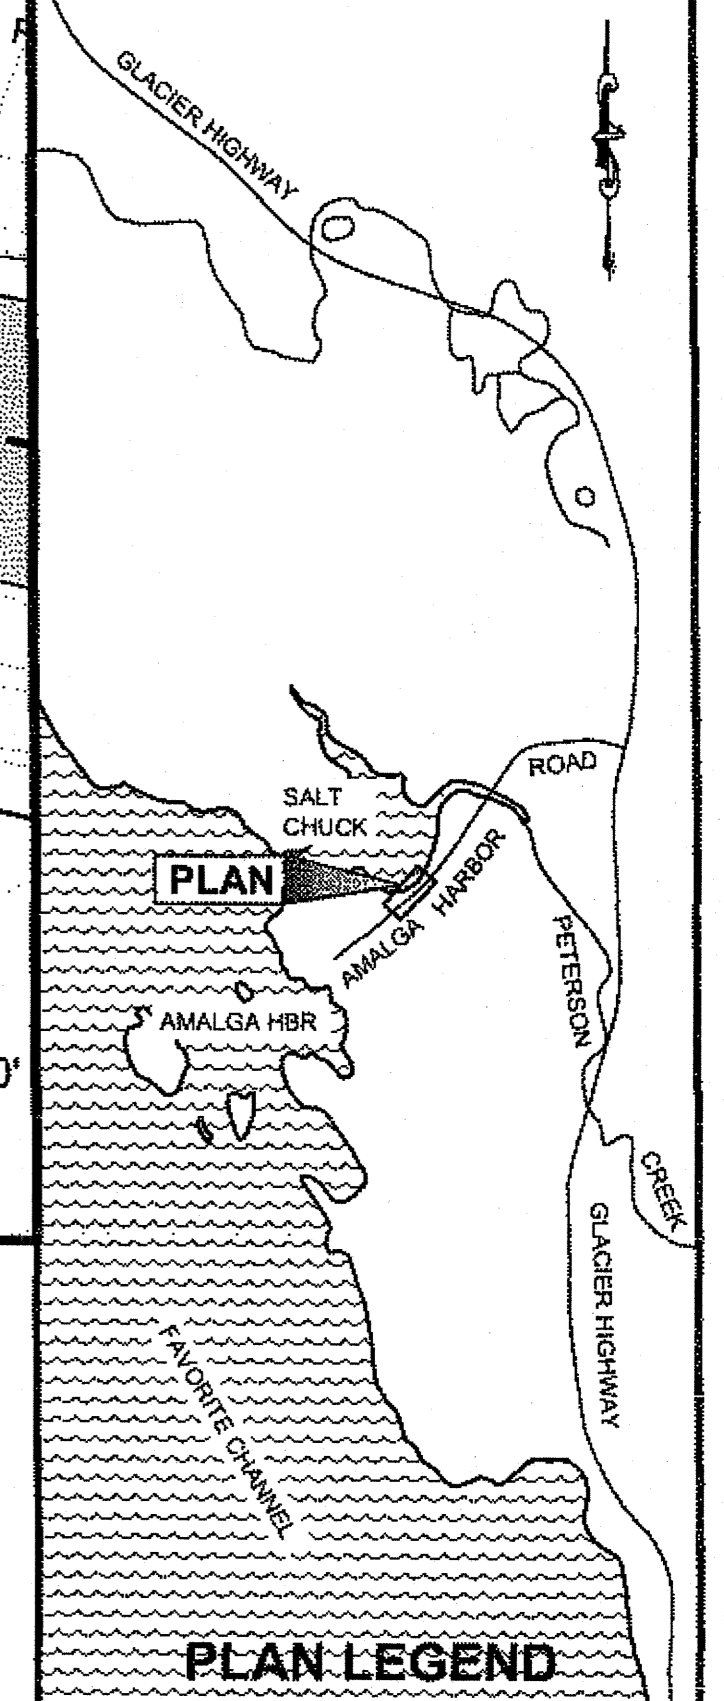 GLACIER HIGHWAY
ROAD
SALT
CHUCK
PLAN
AMALGA HARBOR
PETERSON
AMALGA HBR
CREEK
GLACIER HIGHWAY
FAVORITE CHANNEL
PLAN LEGEND